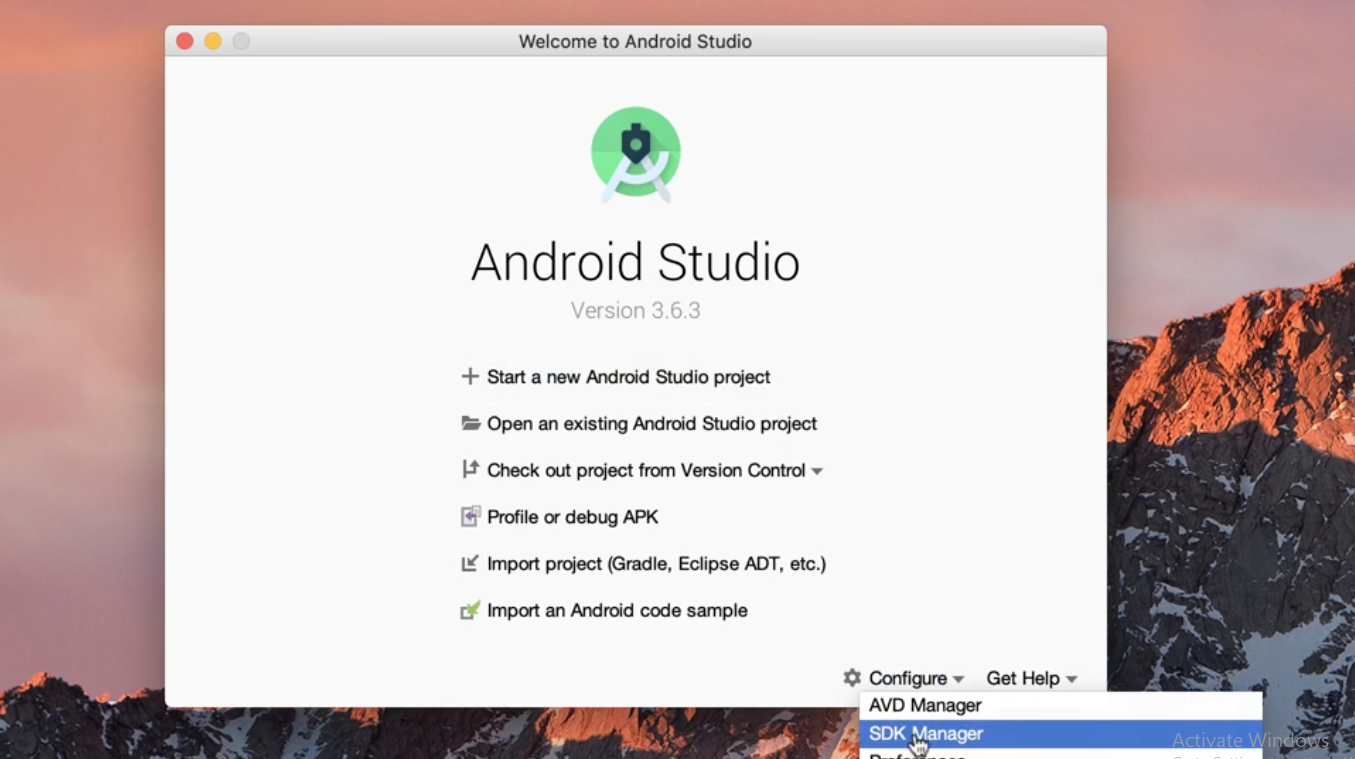 Welcome to Android Studio
Android Studio
Version 3.6.3
Start a new Android Studio project
Open an existing Android Studio project
Check out project from Version Control
Profile or debug APK
Import project (Gradle, Eclipse ADT, etc.)
Import an Android code sample
Configure Get Help
AVD Manager
SDK Manager
Activate Windows
Preferences